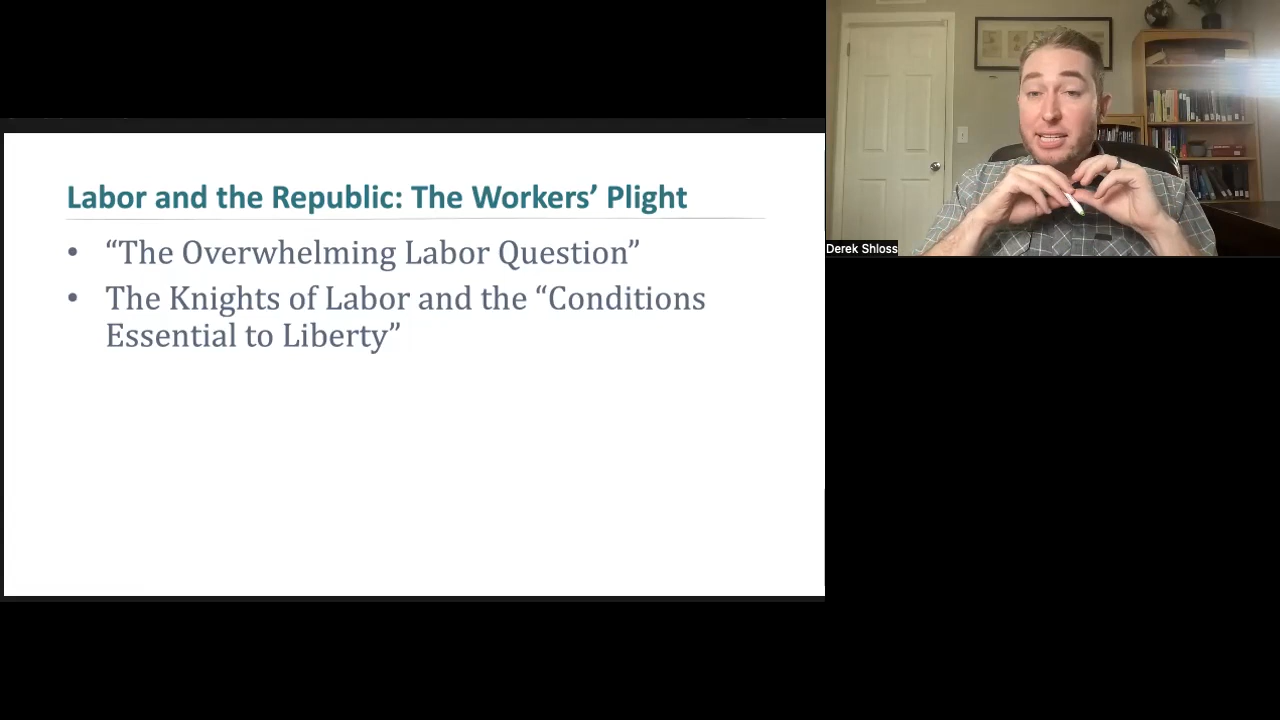 Labor and the Republic: The Workers’ Plight
• “The Overwhelming Labor Question”
• The Knights of Labor and the “Conditions
Essential to Liberty”
Derek Shloss